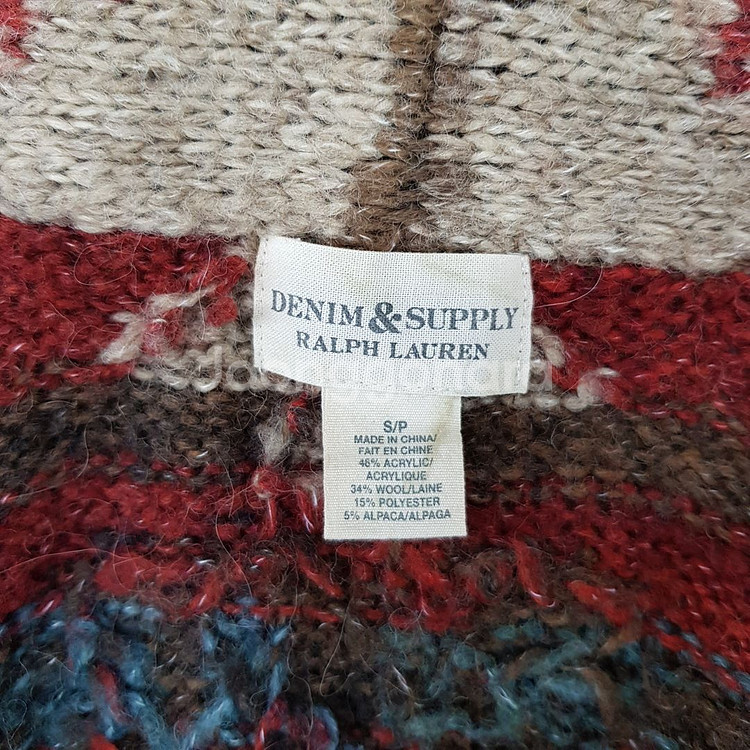 DENIM & SUPPLY
RALPH LAUREN
S/P
MADE IN CHINA/
FAIT EN CHINE
46% ACRYLIC/
ACRYLIQUE
34% WOOL/LAINE
15% POLYESTER
5% ALPACA/ALPAGA